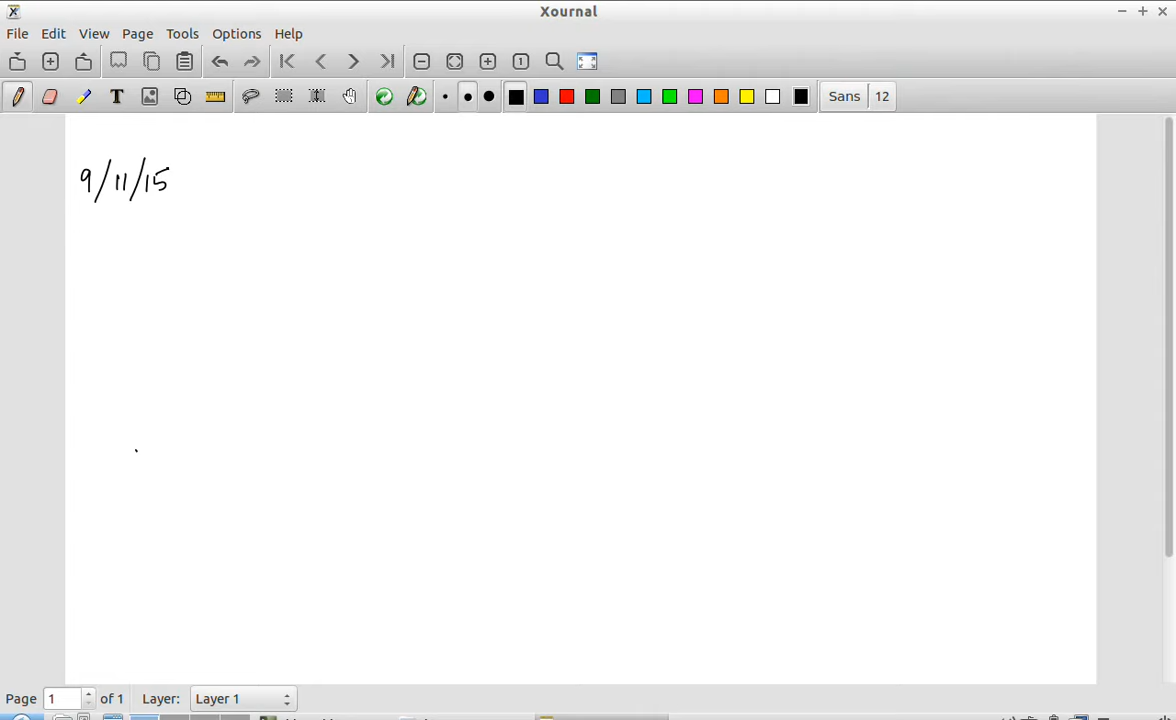 Xournal
File Edit View Page Tools Options Help
Sans 12
9/11/15
Page 1 of 1 Layer: Layer 1